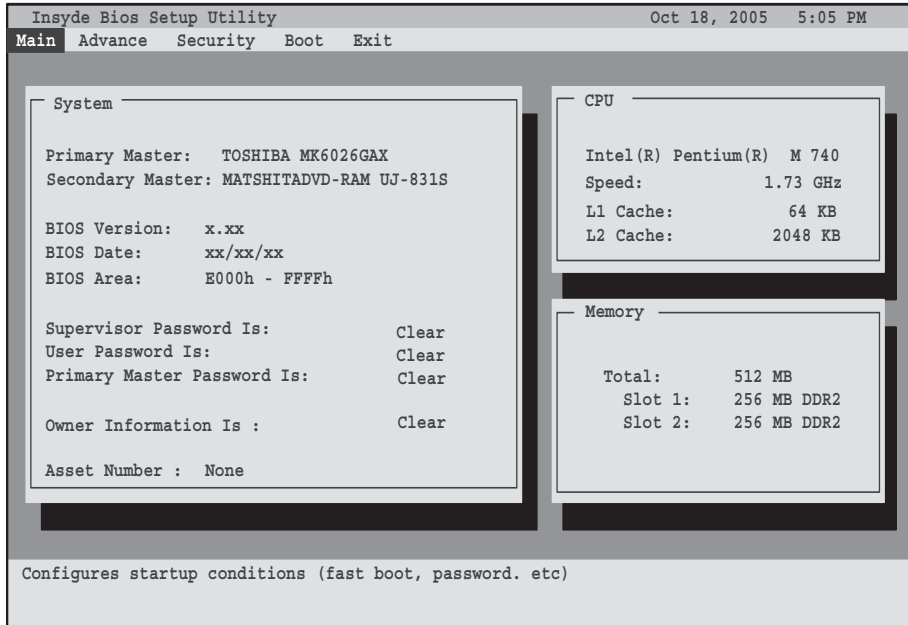 Insyde Bios Setup Utility Oct 18, 2005 5:05 PM
Main Advance Security Boot Exit
System
Primary Master: TOSHIBA MK6026GAX
Secondary Master: MATSHITADVD-RAM UJ-831S
BIOS Version: x.xx
BIOS Date: xx/xx/xx
BIOS Area: E000h - FFFFh
Supervisor Password Is: Clear
User Password Is: Clear
Primary Master Password Is: Clear
Owner Information Is : Clear
Asset Number : None
CPU
Intel(R) Pentium(R) M 740
Speed: 1.73 GHz
L1 Cache: 64 KB
L2 Cache: 2048 KB
Memory
Total: 512 MB
Slot 1: 256 MB DDR2
Slot 2: 256 MB DDR2
Configures startup conditions (fast boot, password. etc)